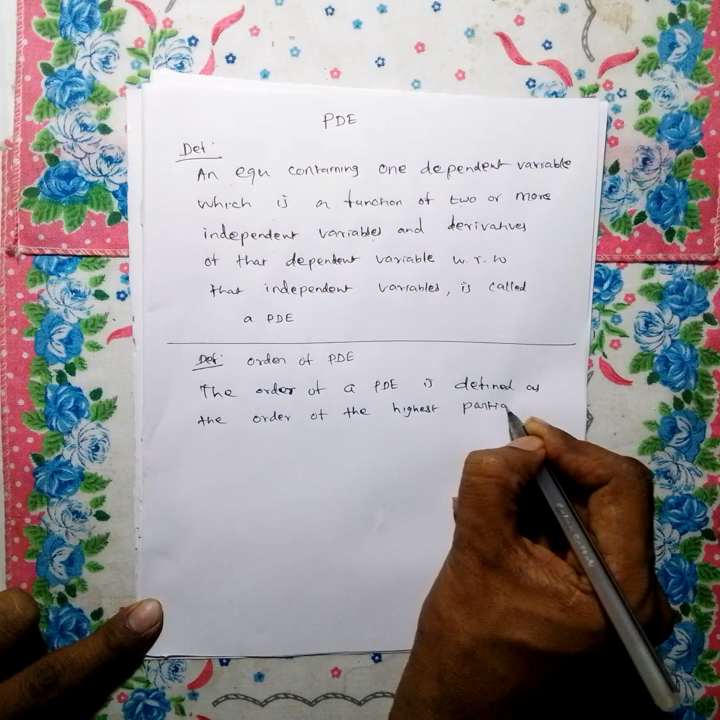 PDE
Def:
An equ containing one dependent variable
which is a function of two or more
independent variables and derivatives
of that dependent variable w.r.to
that independent variables, is called
a PDE
Def: order of PDE
The order of a PDE is defined as
the order of the highest partia